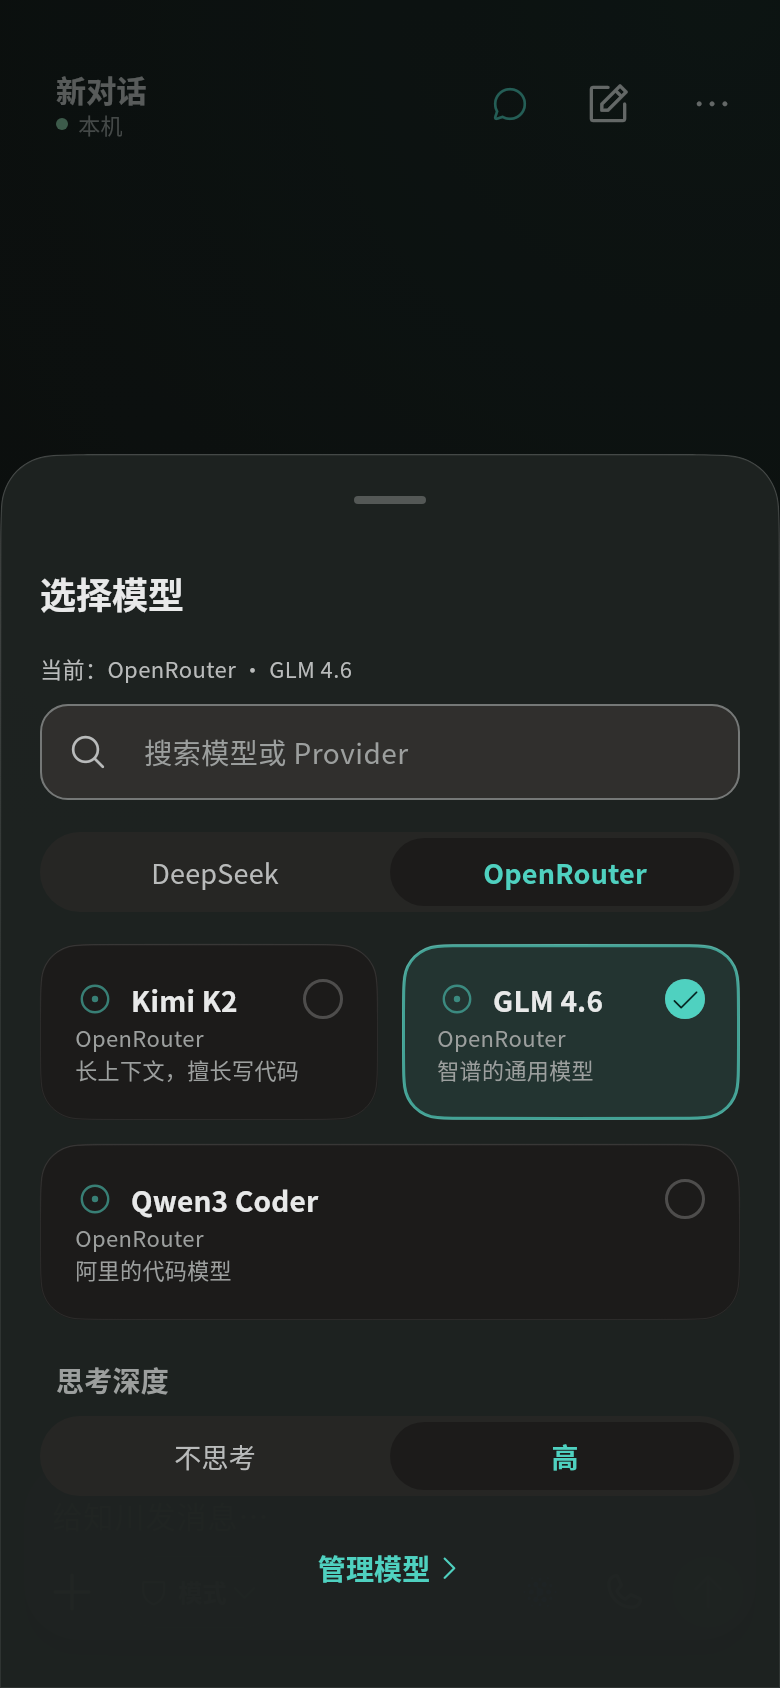 新对话
本机
选择模型
当前：OpenRouter · GLM 4.6
搜索模型或 Provider
DeepSeek
OpenRouter
Kimi K2
OpenRouter
长上下文，擅长写代码
GLM 4.6
OpenRouter
智谱的通用模型
Qwen3 Coder
OpenRouter
阿里的代码模型
思考深度
不思考
高
管理模型